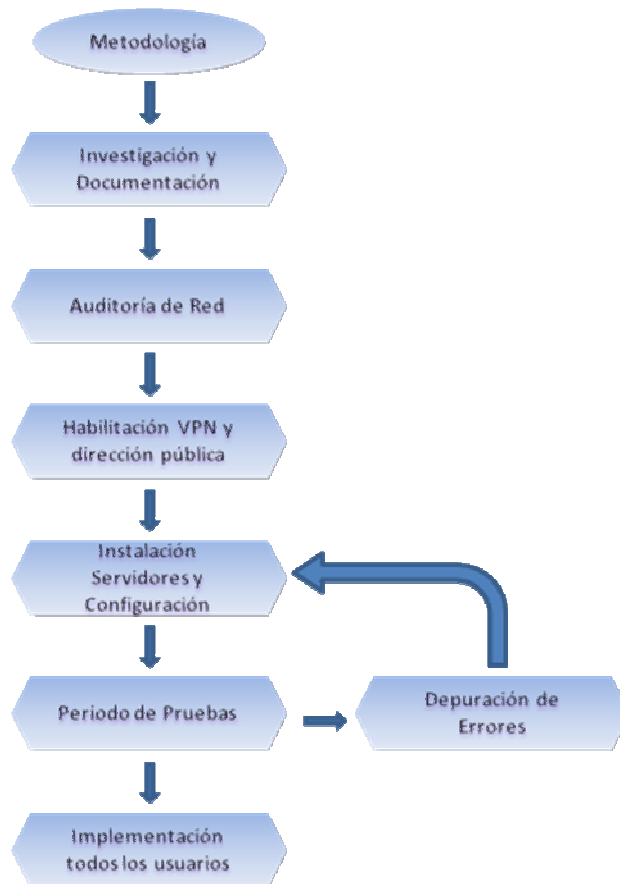 Metodología
Investigación y
Documentación
Auditoría de Red
Habilitación VPN y
dirección pública
Instalación
Servidores y
Configuración
Periodo de Pruebas
Depuración de
Errores
Implementación
todos los usuarios